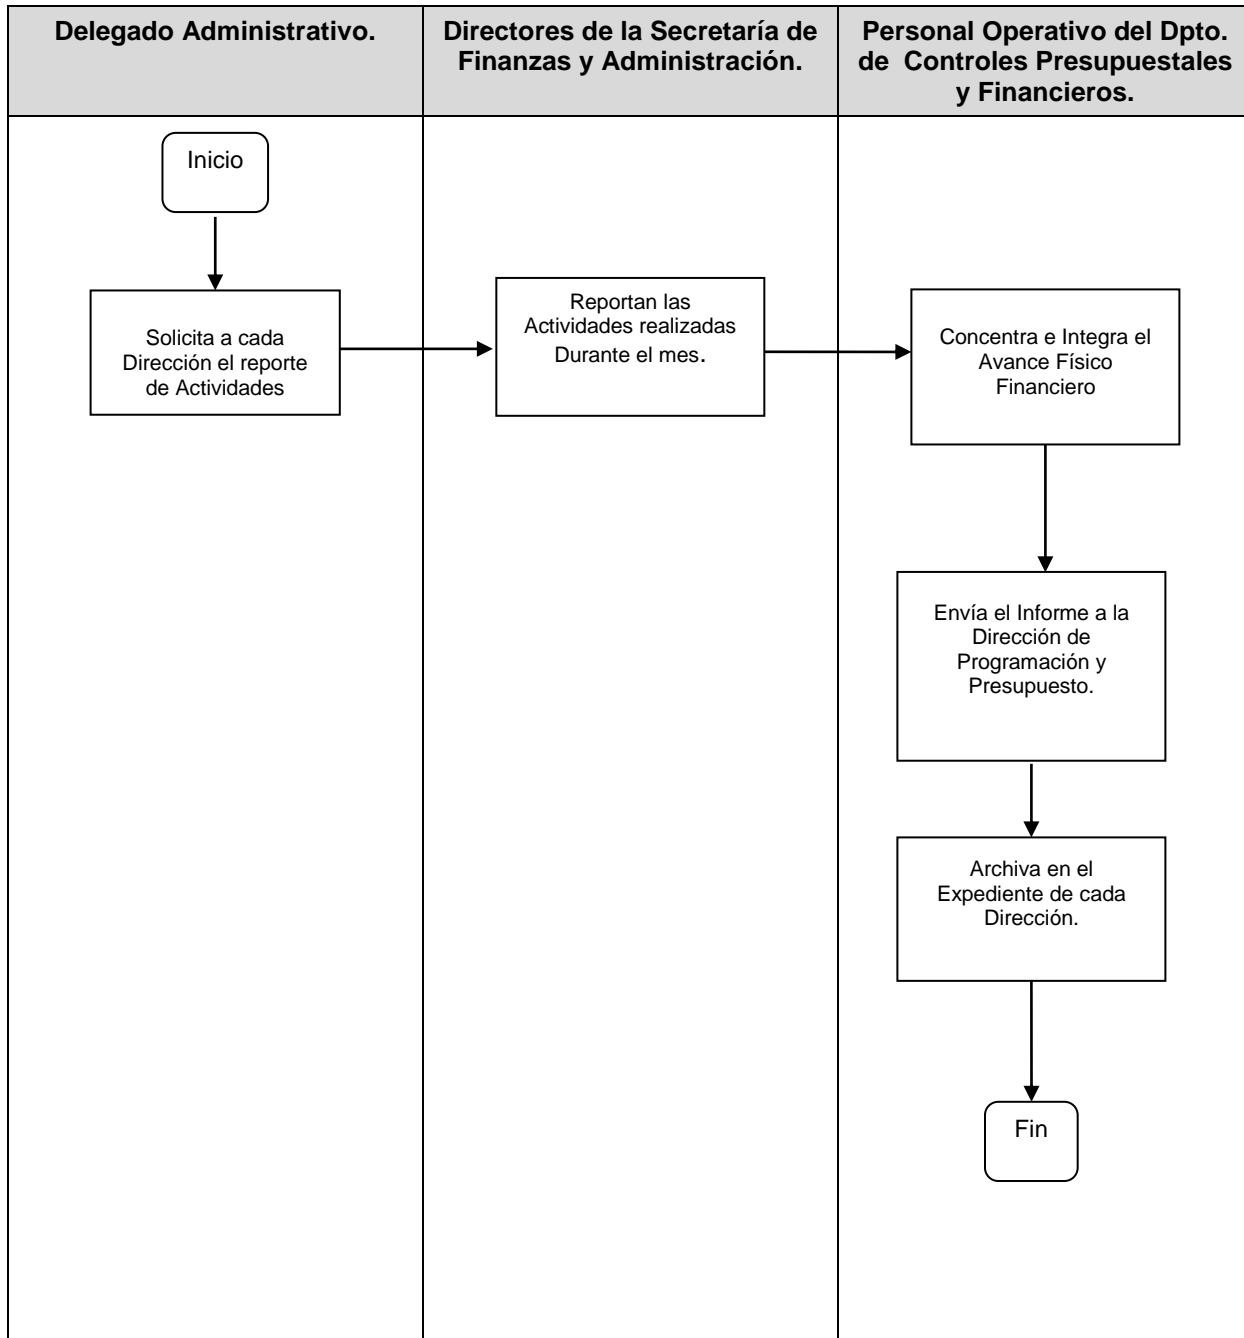 Delegado Administrativo.
Directores de la Secretaría de
Finanzas y Administración.
Personal Operativo del Dpto.
de Controles Presupuestales
y Financieros.
Inicio
Solicita a cada
Dirección el reporte
de Actividades
Reportan las
Actividades realizadas
Durante el mes.
Concentra e Integra el
Avance Físico
Financiero
Envía el Informe a la
Dirección de
Programación y
Presupuesto.
Archiva en el
Expediente de cada
Dirección.
Fin